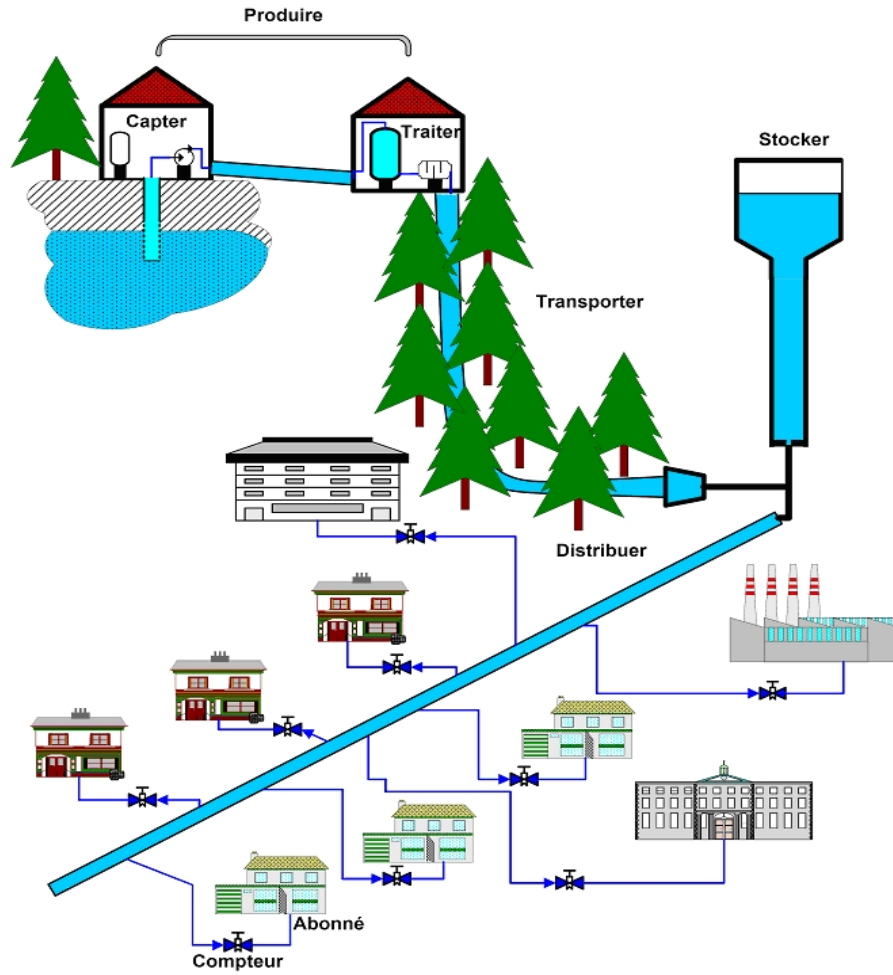 Produire
Capter
Traiter
Stocker
Transporter
Distribuer
Abonné
Compteur